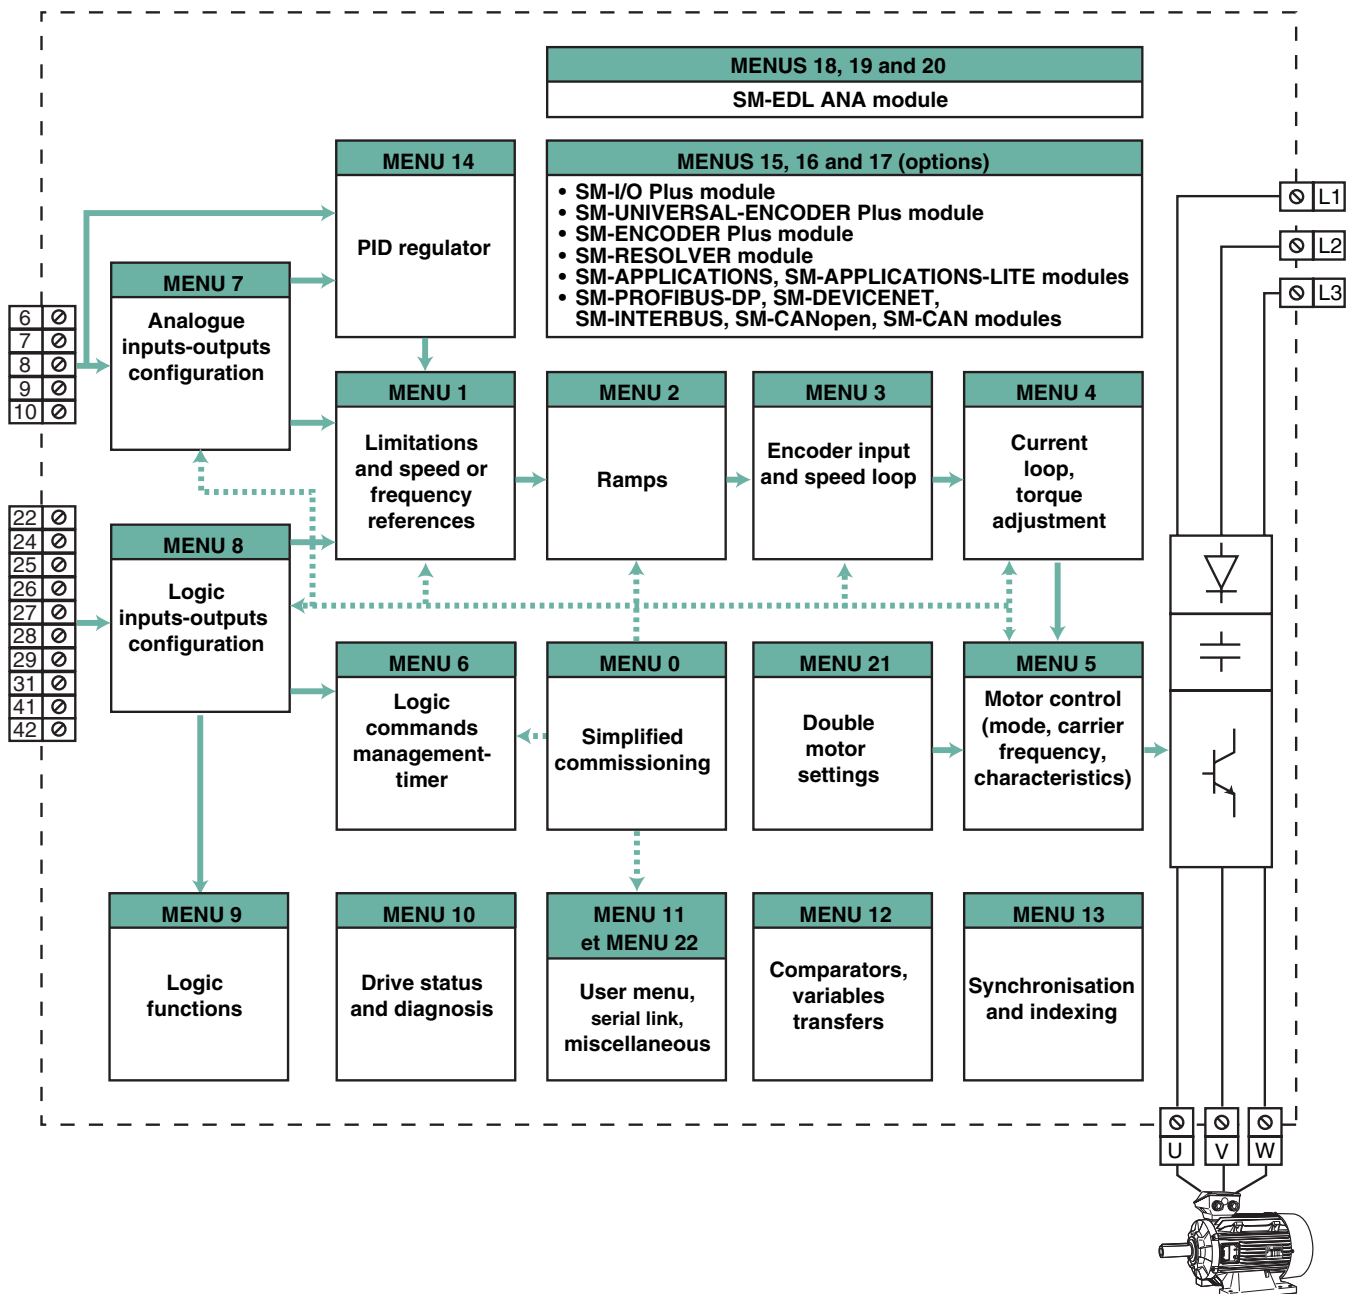 MENUS 18, 19 and 20
SM-EDL ANA module
MENU 14
PID regulator
MENUS 15, 16 and 17 (options)
• SM-I/O Plus module
• SM-UNIVERSAL-ENCODER Plus module
• SM-ENCODER Plus module
• SM-RESOLVER module
• SM-APPLICATIONS, SM-APPLICATIONS-LITE modules
• SM-PROFIBUS-DP, SM-DEVICENET,
SM-INTERBUS, SM-CANopen, SM-CAN modules
L1
L2
L3
MENU 7
Analogue
inputs-outputs
configuration
6
7
8
9
10
MENU 1
Limitations
and speed or
frequency
references
MENU 2
Ramps
MENU 3
Encoder input
and speed loop
MENU 4
Current
loop,
torque
adjustment
22
24
25
26
27
28
29
31
41
42
MENU 8
Logic
inputs-outputs
configuration
MENU 6
Logic
commands
management-
timer
MENU 0
Simplified
commissioning
MENU 21
Double
motor
settings
MENU 5
Motor control
(mode, carrier
frequency,
characteristics)
MENU 9
Logic
functions
MENU 10
Drive status
and diagnosis
MENU 11
et MENU 22
User menu,
serial link,
miscellaneous
MENU 12
Comparators,
variables
transfers
MENU 13
Synchronisation
and indexing
U
V
W